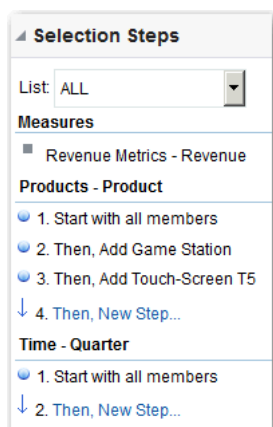 Selection Steps
List: ALL
Measures
Revenue Metrics - Revenue
Products - Product
1. Start with all members
2. Then, Add Game Station
3. Then, Add Touch-Screen T5
4. Then, New Step...
Time - Quarter
1. Start with all members
2. Then, New Step...